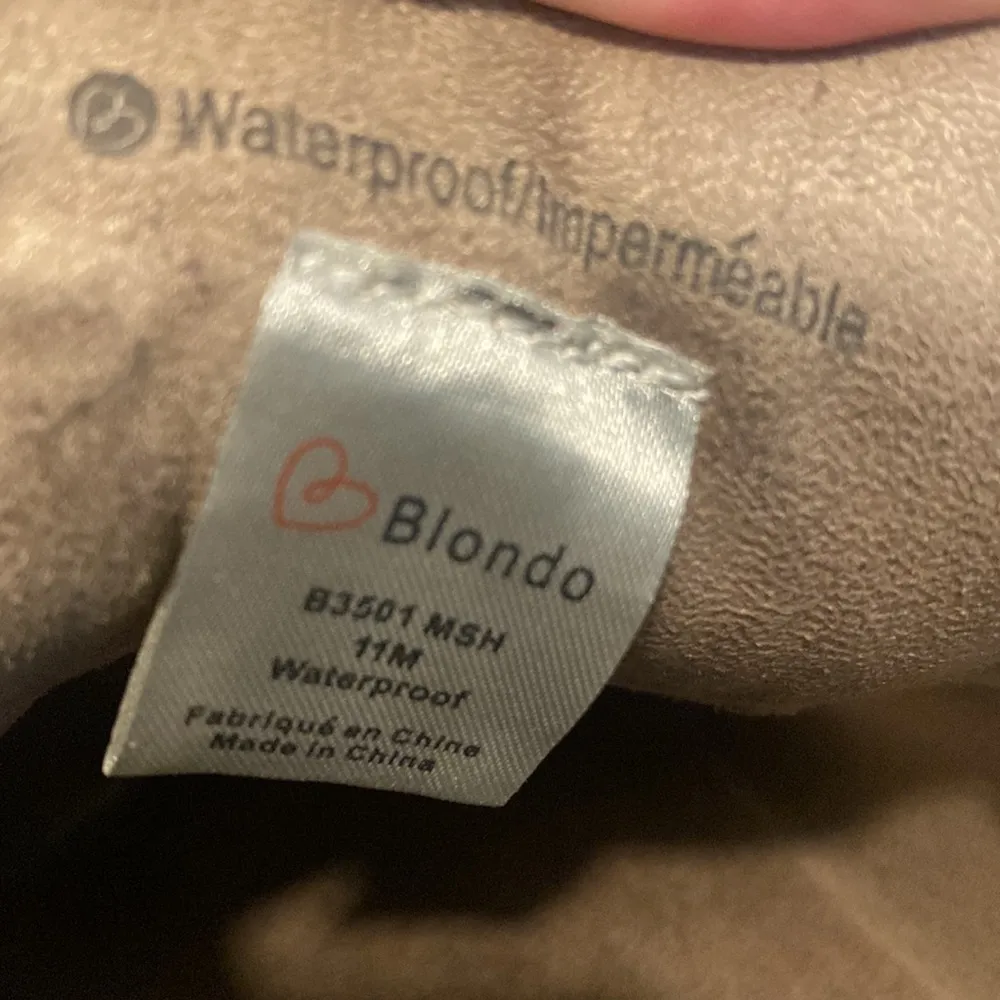 Waterproof/Imperméable
Blondo
B3501 MSH
11M
Waterproof
Fabriqué en Chine
Made in China